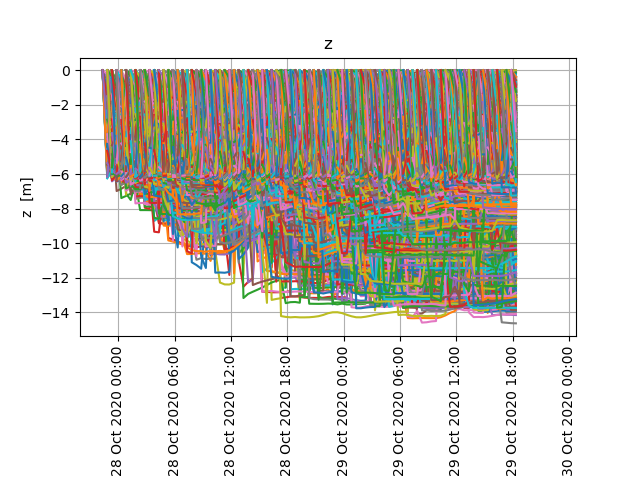 z
0
−2
−4
−6
−8
−10
−12
−14
z [m]
28 Oct 2020 00:00
28 Oct 2020 06:00
28 Oct 2020 12:00
28 Oct 2020 18:00
29 Oct 2020 00:00
29 Oct 2020 06:00
29 Oct 2020 12:00
29 Oct 2020 18:00
30 Oct 2020 00:00